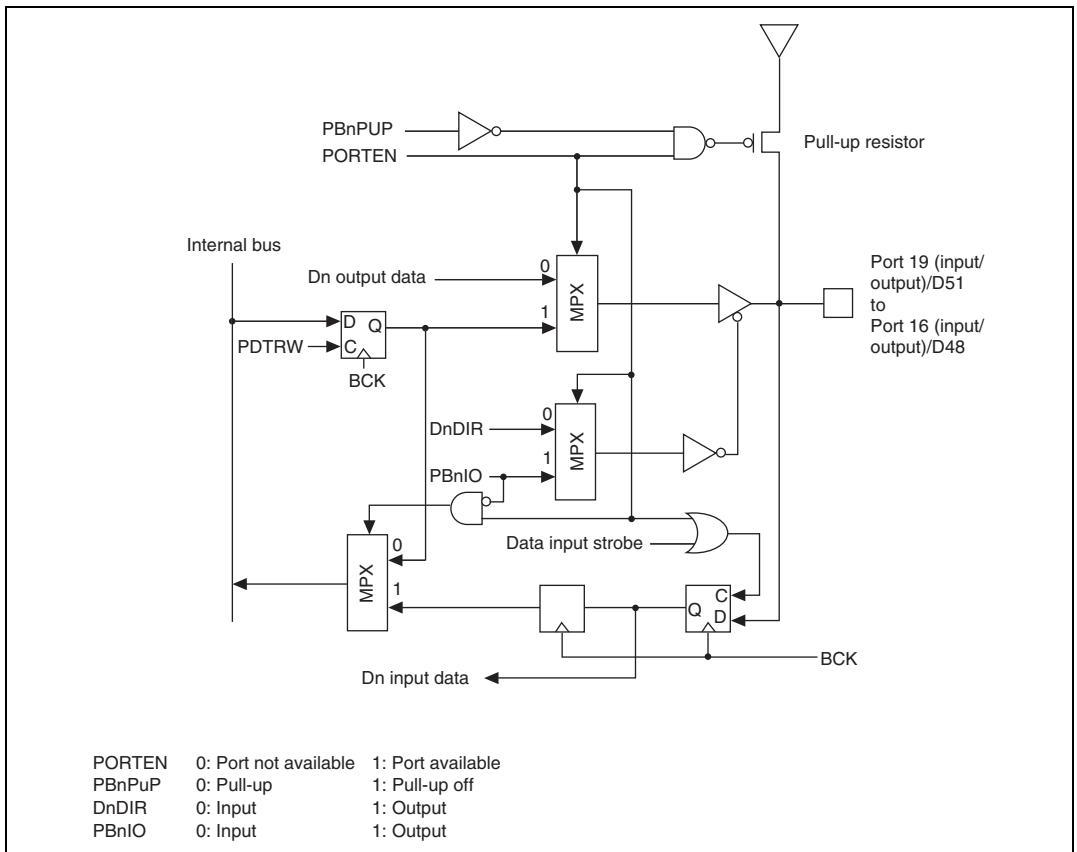 PBnPUP
PORTEN
Pull-up resistor
Internal bus
Dn output data
0
1
MPX
Port 19 (input/
output)/D51
to
Port 16 (input/
output)/D48
D Q
PDTRW
C
BCK
DnDIR
0
1
MPX
PBnIO
Data input strobe
MPX
0
1
Q
C
D
BCK
Dn input data
PORTEN 0: Port not available 1: Port available
PBnPuP 0: Pull-up 1: Pull-up off
DnDIR 0: Input 1: Output
PBnIO 0: Input 1: Output